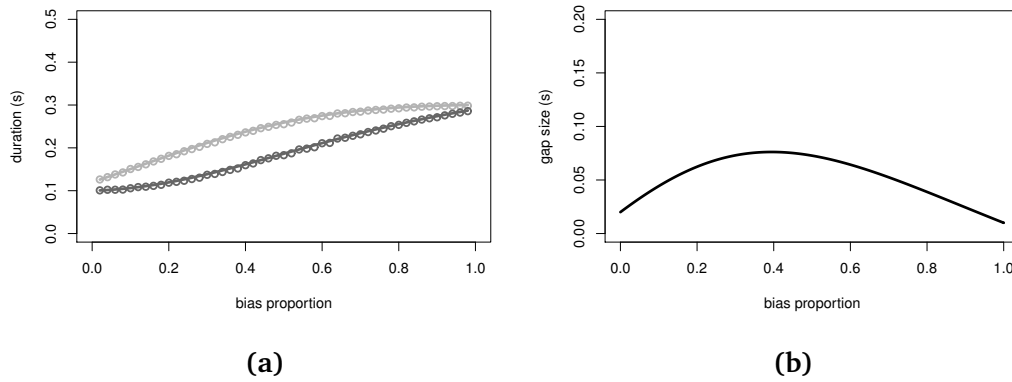 0.5
0.4
0.3
0.2
0.1
0.0
duration (s)
0.0 0.2 0.4 0.6 0.8 1.0
bias proportion
(a)
0.20
0.15
0.10
0.05
0.00
gap size (s)
0.0 0.2 0.4 0.6 0.8 1.0
bias proportion
(b)